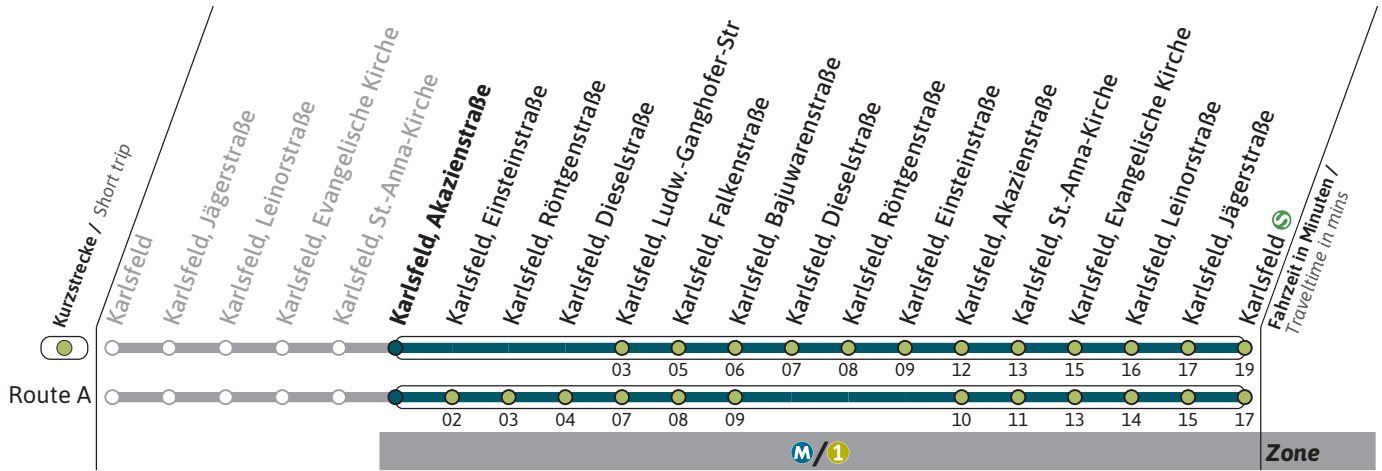 Kurzstrecke / Short trip
Karlsfeld
Karlsfeld, Jägerstraße
Karlsfeld, Leinorstraße
Karlsfeld, Evangelische Kirche
Karlsfeld, St.-Anna-Kirche
Karlsfeld, Akazienstraße
Karlsfeld, Einsteinstraße
Karlsfeld, Röntgenstraße
Karlsfeld, Dieselstraße
Karlsfeld, Ludw.-Ganghofer-Str
Karlsfeld, Falkenstraße
Karlsfeld, Bajuwarenstraße
Karlsfeld, Dieselstraße
Karlsfeld, Röntgenstraße
Karlsfeld, Einsteinstraße
Karlsfeld, Akazienstraße
Karlsfeld, St.-Anna-Kirche
Karlsfeld, Evangelische Kirche
Karlsfeld, Leinorstraße
Karlsfeld, Jägerstraße
Karlsfeld S
Fahrzeit in Minuten /
Traveltime in mins
03 05 06 07 08 09 12 13 15 16 17 19
Route A
02 03 04 07 08 09 10 11 13 14 15 17
M/1 Zone